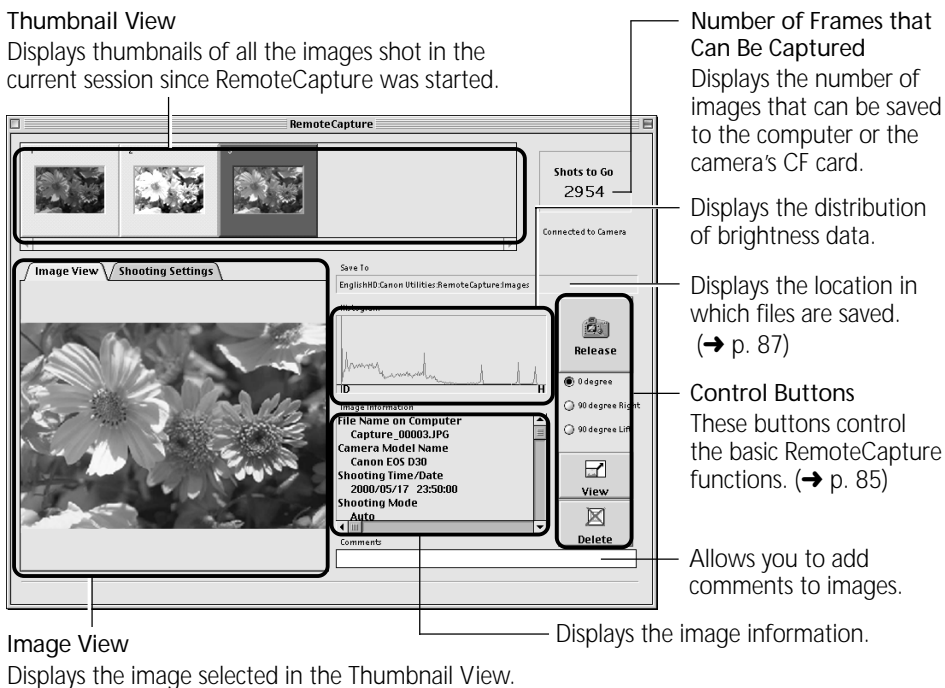 Thumbnail View
Displays thumbnails of all the images shot in the
current session since RemoteCapture was started.
Number of Frames that
Can Be Captured
Displays the number of
images that can be saved
to the computer or the
camera's CF card.
RemoteCapture
1
2
3
Shots to Go
2954
Connected to Camera
Displays the distribution
of brightness data.
Image View
Shooting Settings
Save To
EnglishHD:Canon Utilities:RemoteCapture:Images
Displays the location in
which files are saved.
(➜ p. 87)
Histogram
D
H
Release
0 degree
90 degree Right
90 degree Lift
View
Delete
Control Buttons
These buttons control
the basic RemoteCapture
functions. (➜ p. 85)
Image Information
File Name on Computer
Capture_00003.JPG
Camera Model Name
Canon EOS D30
Shooting Time/Date
2000/05/17 23:50:00
Shooting Mode
Auto
Comments
Allows you to add
comments to images.
Displays the image information.
Image View
Displays the image selected in the Thumbnail View.